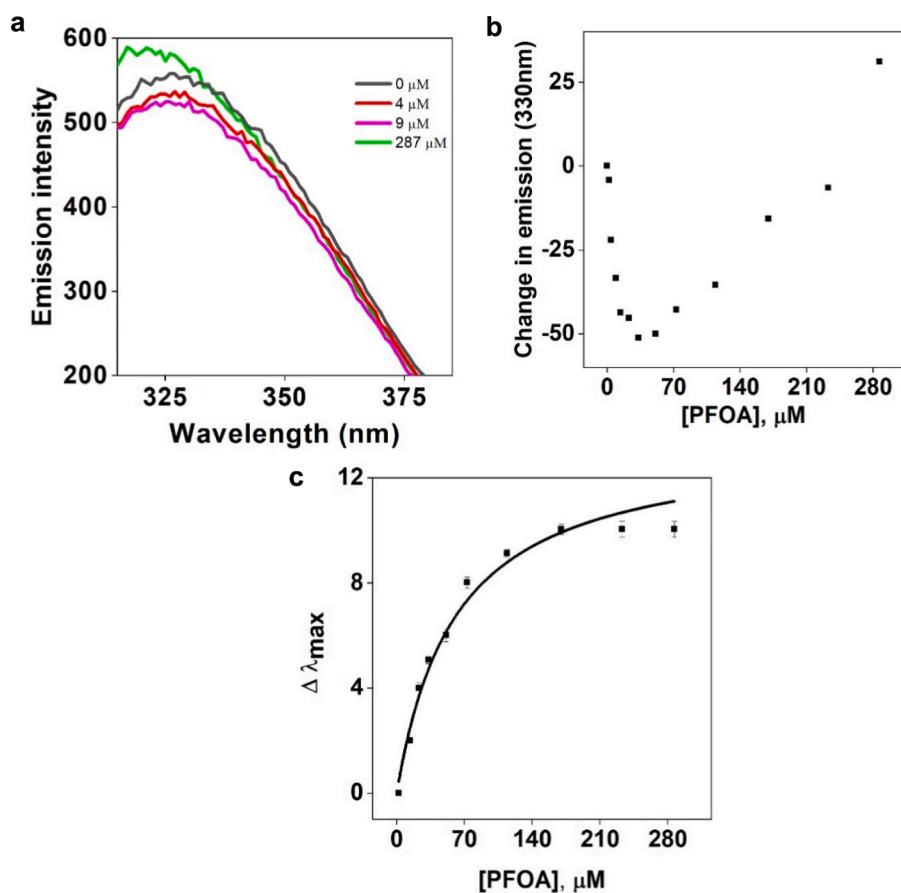 a
600
500
400
300
200
325
350
375
Emission intensity
Wavelength (nm)
0 μM
4 μM
9 μM
287 μM
b
25
0
-25
-50
0
70
140
210
280
Change in emission (330nm)
[PFOA], μM
c
12
8
4
0
0
70
140
210
280
Δ λmax
[PFOA], μM